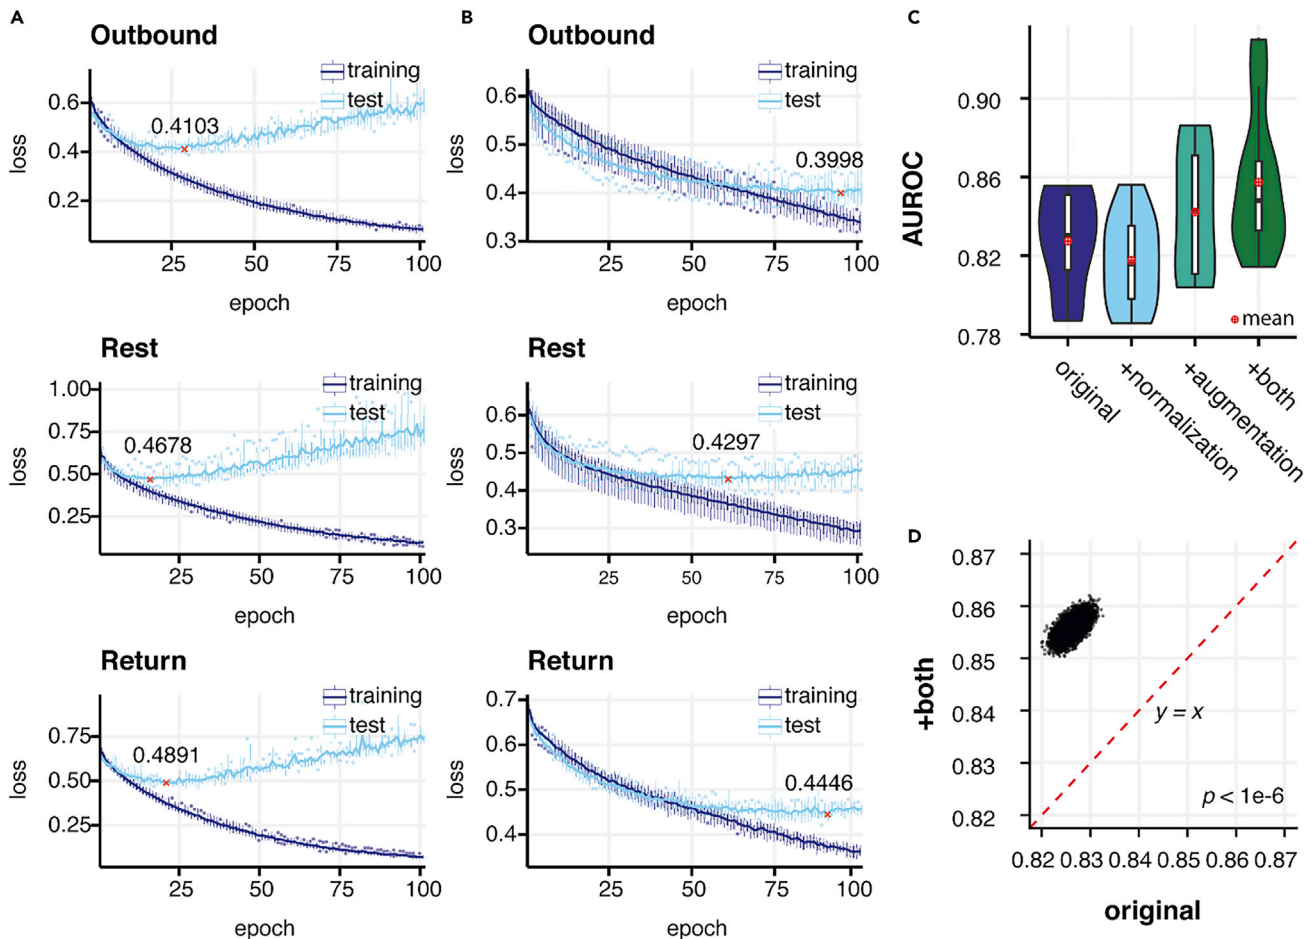 A
Outbound
training
test
0.4103
0.6
0.4
0.2
loss
25
50
75
100
epoch
Rest
training
test
0.4678
1.00
0.75
0.50
0.25
loss
25
50
75
100
epoch
Return
training
test
0.4891
0.75
0.50
0.25
loss
25
50
75
100
epoch
B
Outbound
training
test
0.3998
0.6
0.5
0.4
0.3
loss
25
50
75
100
epoch
Rest
training
test
0.4297
0.6
0.5
0.4
0.3
loss
25
50
75
100
epoch
Return
training
test
0.4446
0.7
0.6
0.5
0.4
loss
25
50
75
100
epoch
C
AUROC
0.90
0.86
0.82
0.78
mean
original
+normalization
+augmentation
+both
D
+both
0.87
0.86
0.85
0.84
0.83
0.82
y = x
p < 1e-6
0.82 0.83 0.84 0.85 0.86 0.87
original